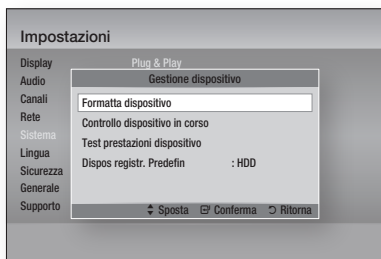 Impostazioni
Display
Plug & Play
Audio
Gestione dispositivo
Canali
Formatta dispositivo
Rete
Controllo dispositivo in corso
Sistema
Test prestazioni dispositivo
Lingua
Dispos registr. Predefin : HDD
Sicurezza
Generale
Supporto
Sposta Conferma Ritorna